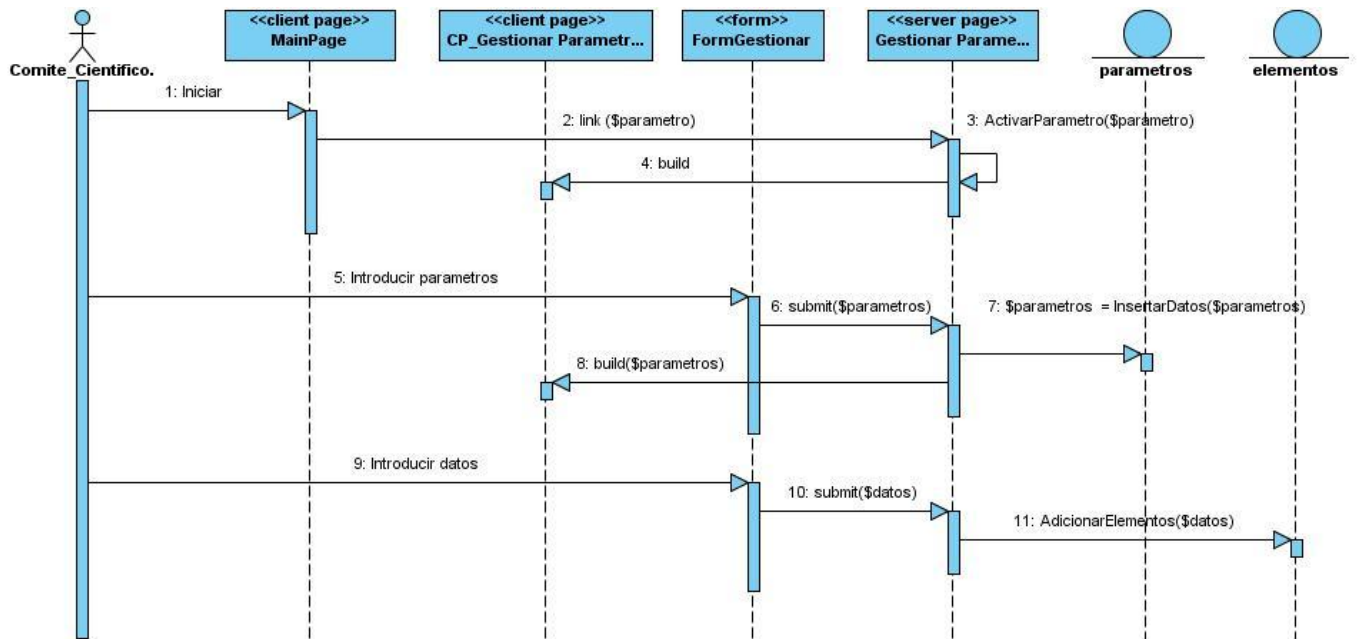 <<client page>>
MainPage
<<client page>>
CP_Gestionar Parametr...
<<form>>
FormGestionar
<<server page>>
Gestionar Parame...
Comite_Cientifico.
parametros
elementos
1: Iniciar
2: link ($parametro)
3: ActivarParametro($parametro)
4: build
5: Introducir parametros
6: submit($parametros)
7: $parametros = InsertarDatos($parametros)
8: build($parametros)
9: Introducir datos
10: submit($datos)
11: AdicionarElementos($datos)